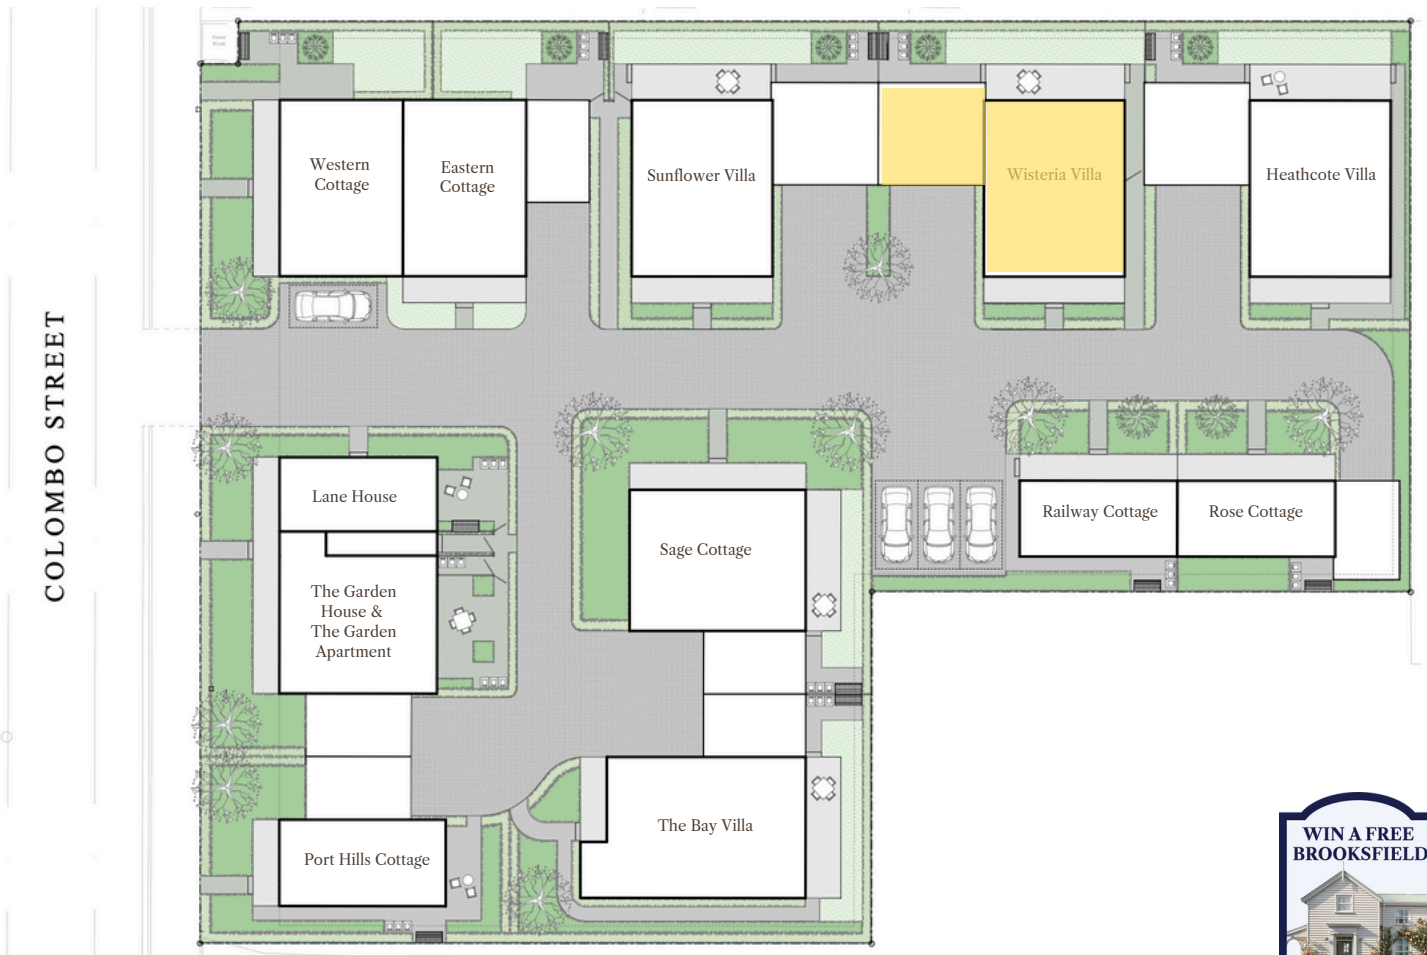 Western
Cottage
Eastern
Cottage
Sunflower Villa
Wisteria Villa
Heathcote Villa
COLOMBO STREET
Lane House
Railway Cottage
Rose Cottage
Sage Cottage
The Garden
House &
The Garden
Apartment
The Bay Villa
Port Hills Cottage
WIN A FREE
BROOKSFIELD